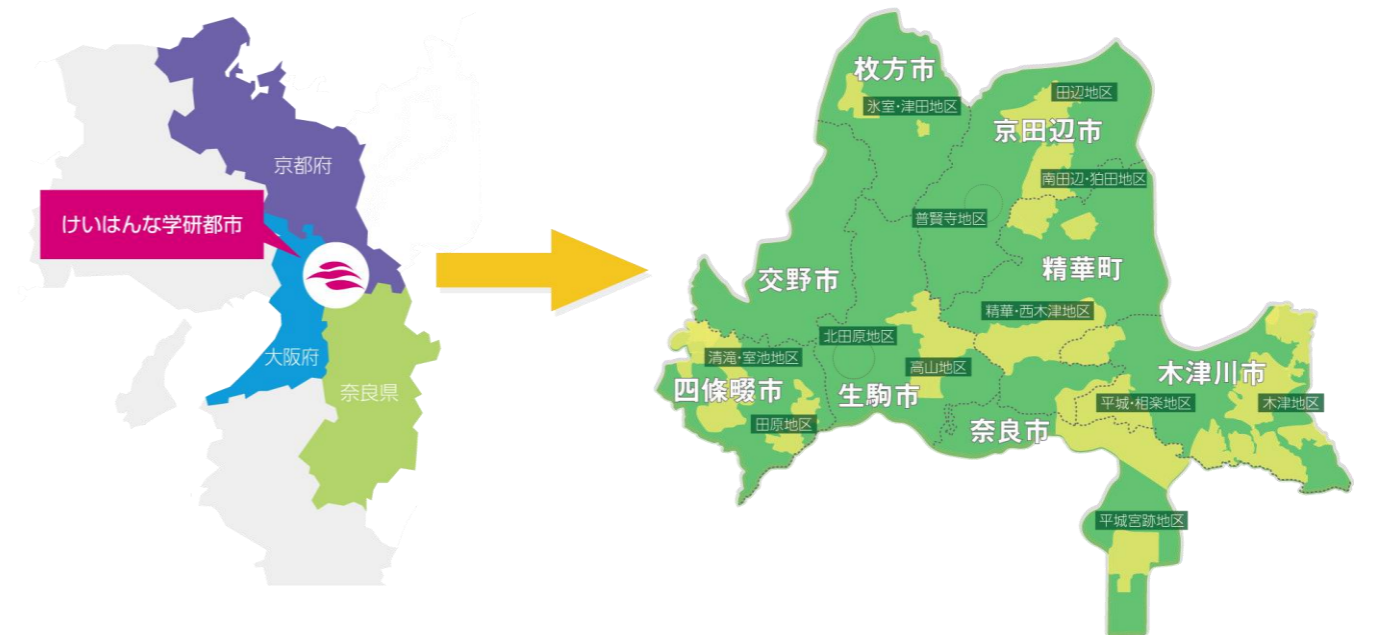 京都府
けいはんな学研都市
大阪府
奈良県
枚方市
氷室・津田地区
田辺地区
京田辺市
南田辺・狛田地区
普賢寺地区
精華町
交野市
精華・西木津地区
北田原地区
清滝・室池地区
高山地区
四條畷市
生駒市
木津川市
平城・相楽地区
木津地区
田原地区
奈良市
平城宮跡地区